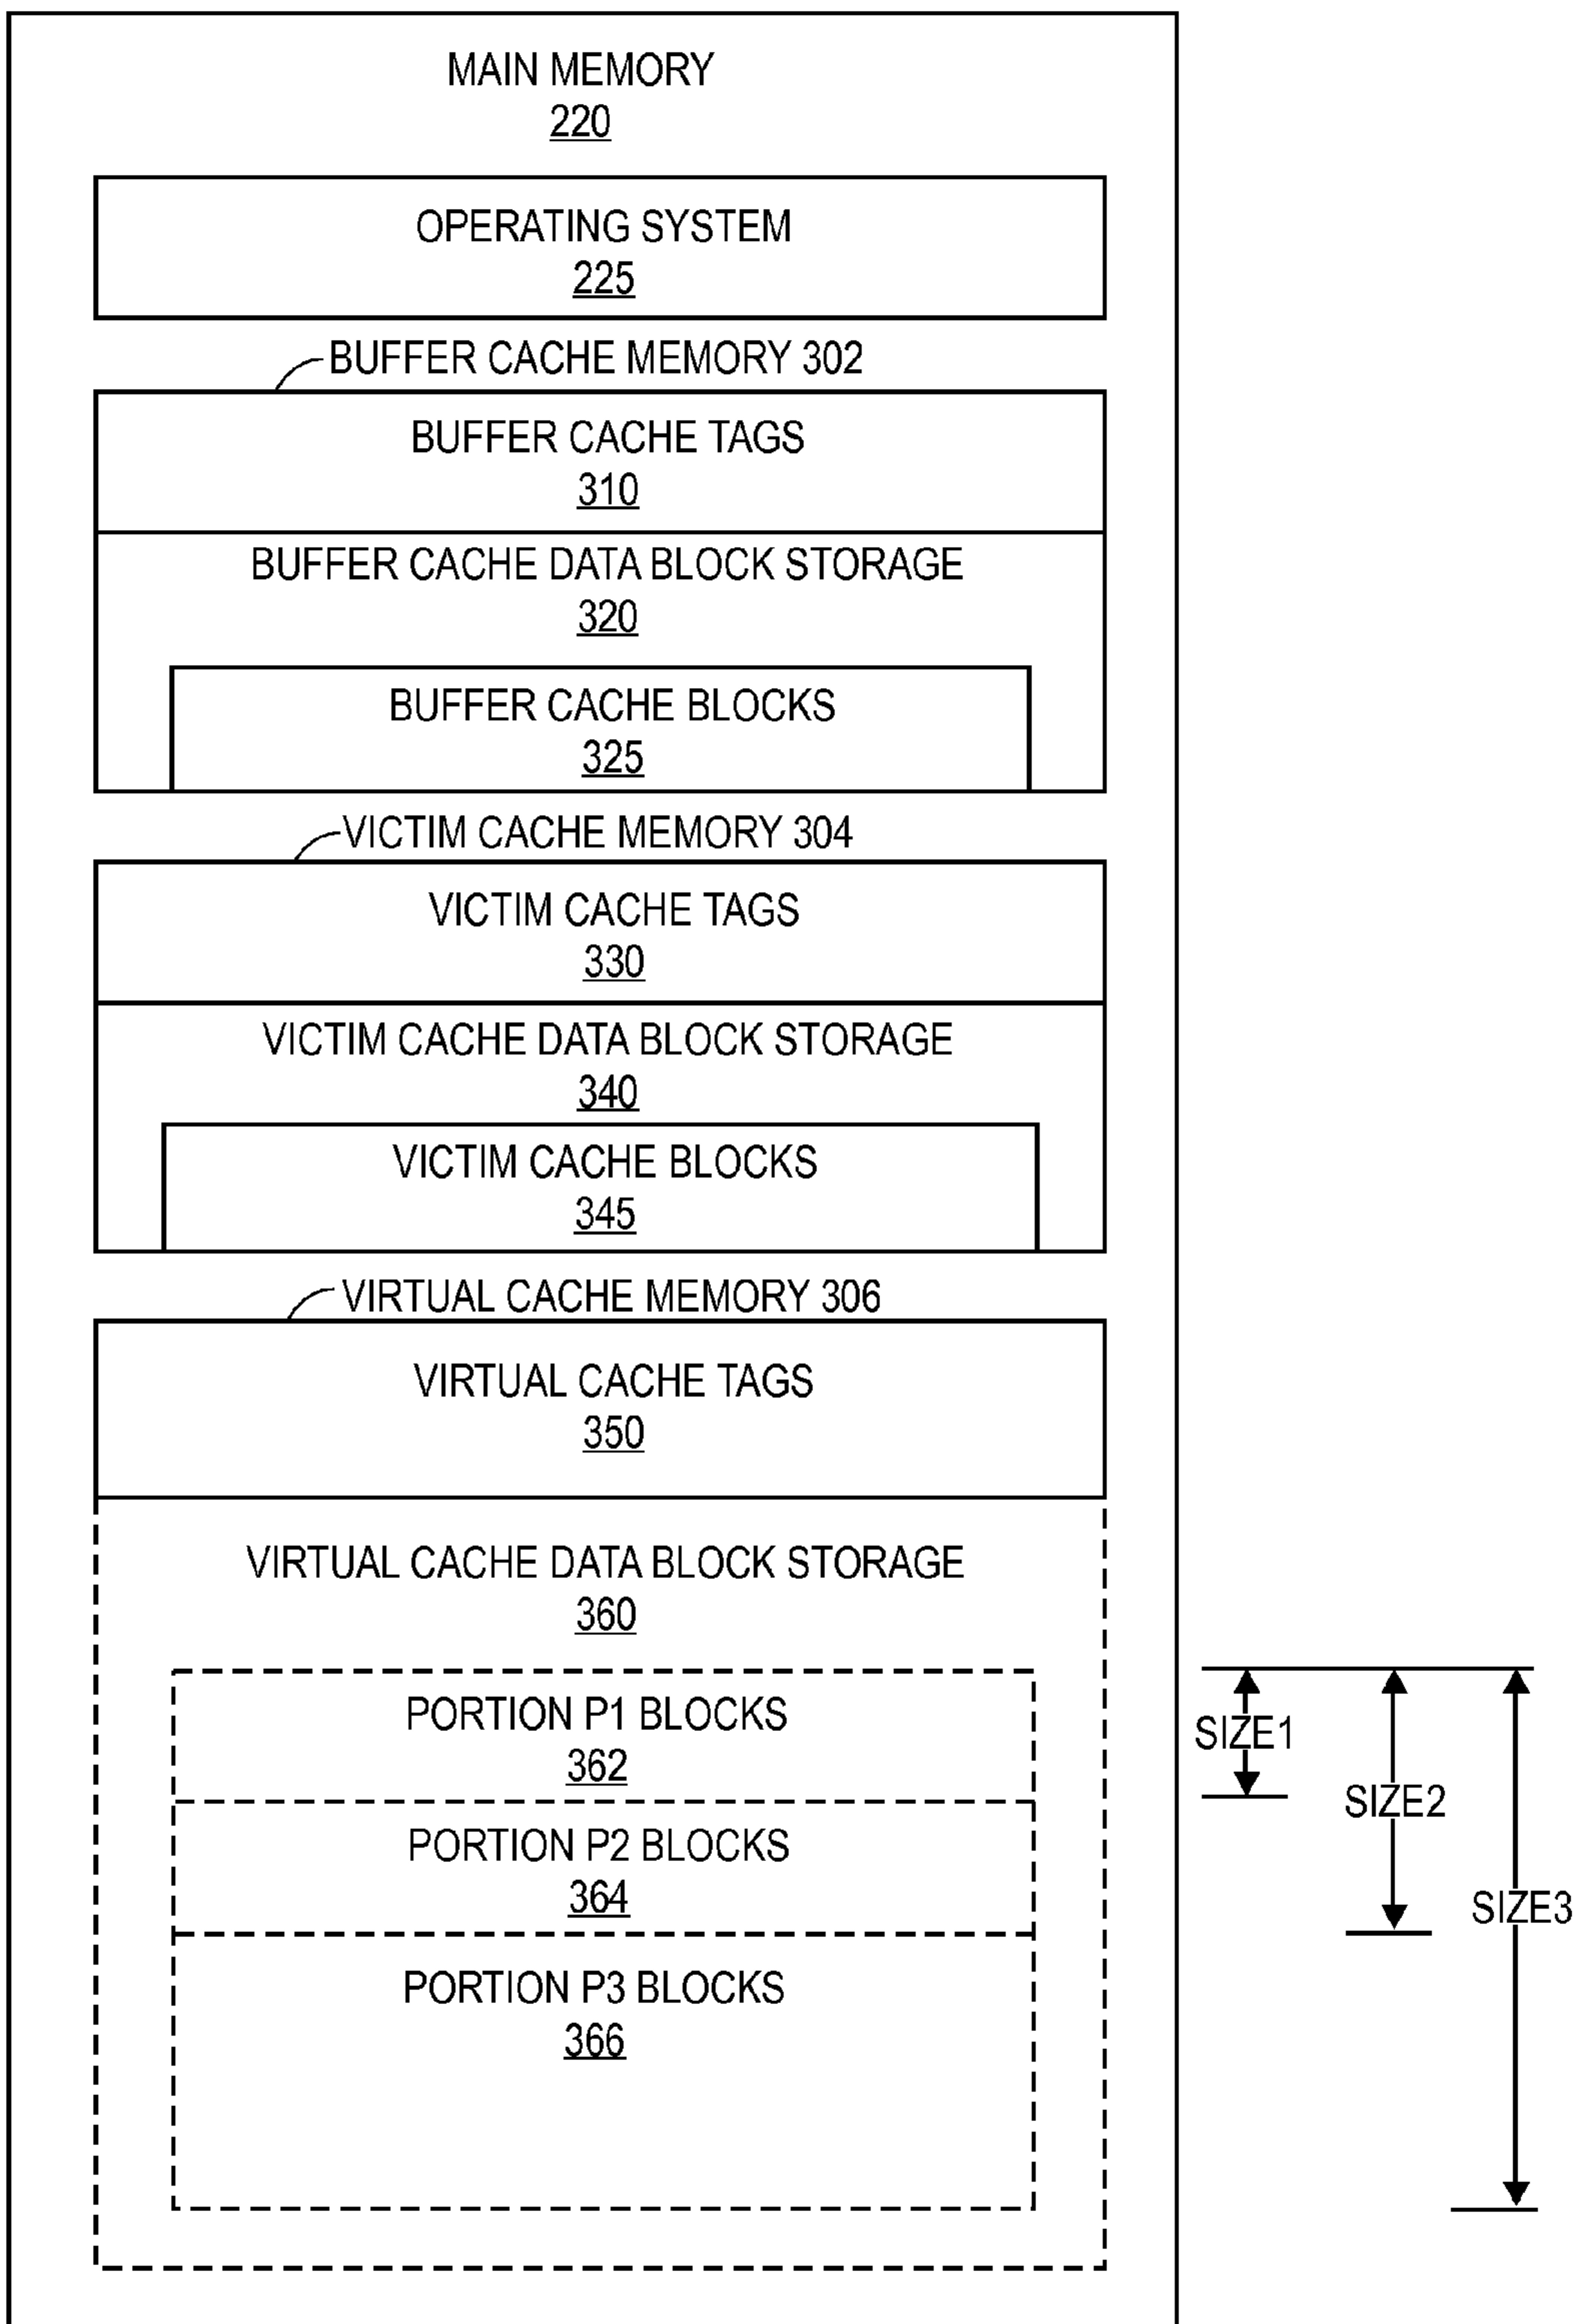 MAIN MEMORY
220
OPERATING SYSTEM
225
BUFFER CACHE MEMORY 302
BUFFER CACHE TAGS
310
BUFFER CACHE DATA BLOCK STORAGE
320
BUFFER CACHE BLOCKS
325
VICTIM CACHE MEMORY 304
VICTIM CACHE TAGS
330
VICTIM CACHE DATA BLOCK STORAGE
340
VICTIM CACHE BLOCKS
345
VIRTUAL CACHE MEMORY 306
VIRTUAL CACHE TAGS
350
VIRTUAL CACHE DATA BLOCK STORAGE
360
PORTION P1 BLOCKS
362
PORTION P2 BLOCKS
364
PORTION P3 BLOCKS
366
SIZE1
SIZE2
SIZE3